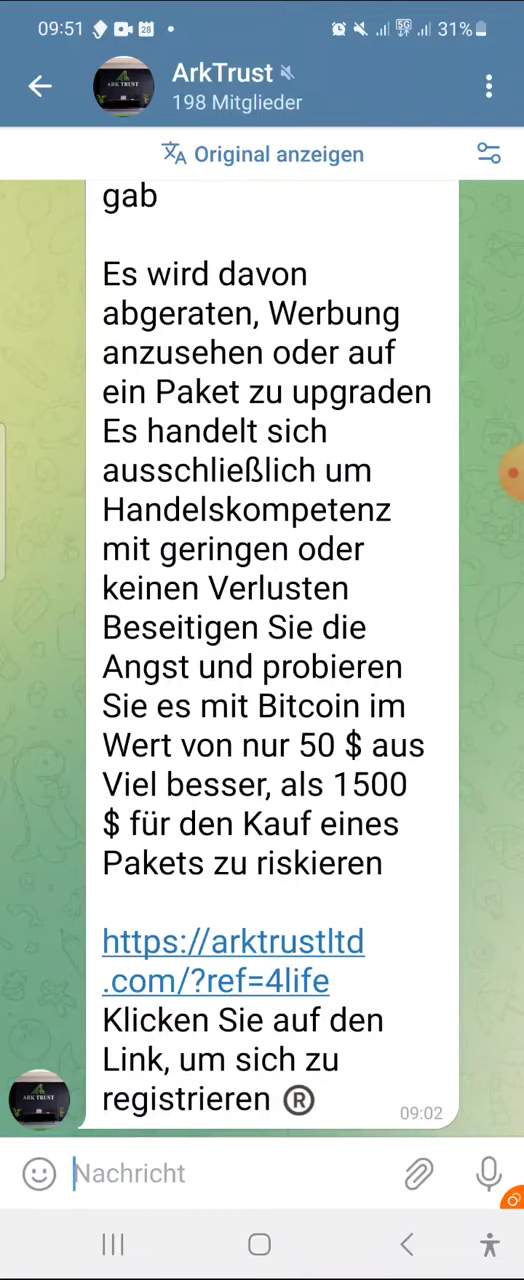 09:51 28 5G 31%
ArkTrust
198 Mitglieder
Original anzeigen
gab
Es wird davon
abgeraten, Werbung
anzusehen oder auf
ein Paket zu upgraden
Es handelt sich
ausschließlich um
Handelskompetenz
mit geringen oder
keinen Verlusten
Beseitigen Sie die
Angst und probieren
Sie es mit Bitcoin im
Wert von nur 50 $ aus
Viel besser, als 1500
$ für den Kauf eines
Pakets zu riskieren
https://arktrustltd
.com/?ref=4life
Klicken Sie auf den
Link, um sich zu
registrieren ®
09:02
ARK TRUST
Nachricht